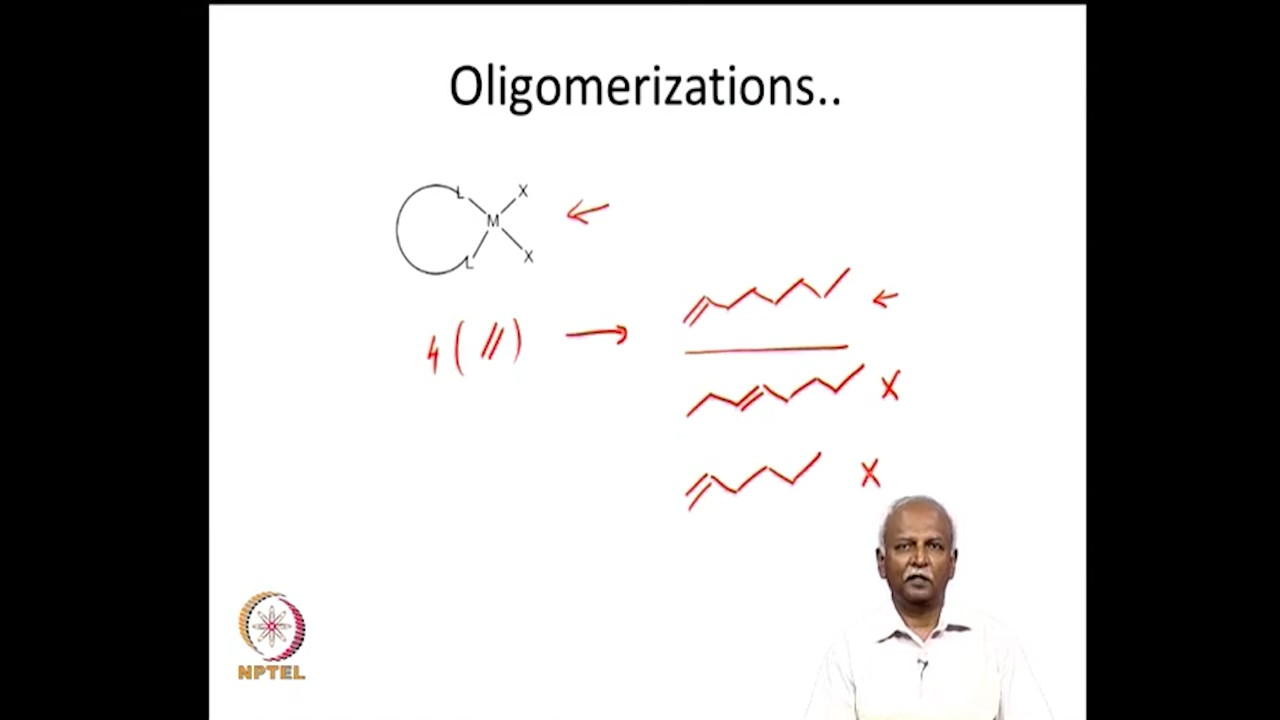 Oligomerizations..
L X
M
L X
4 ( // ) →
X
X
NPTEL